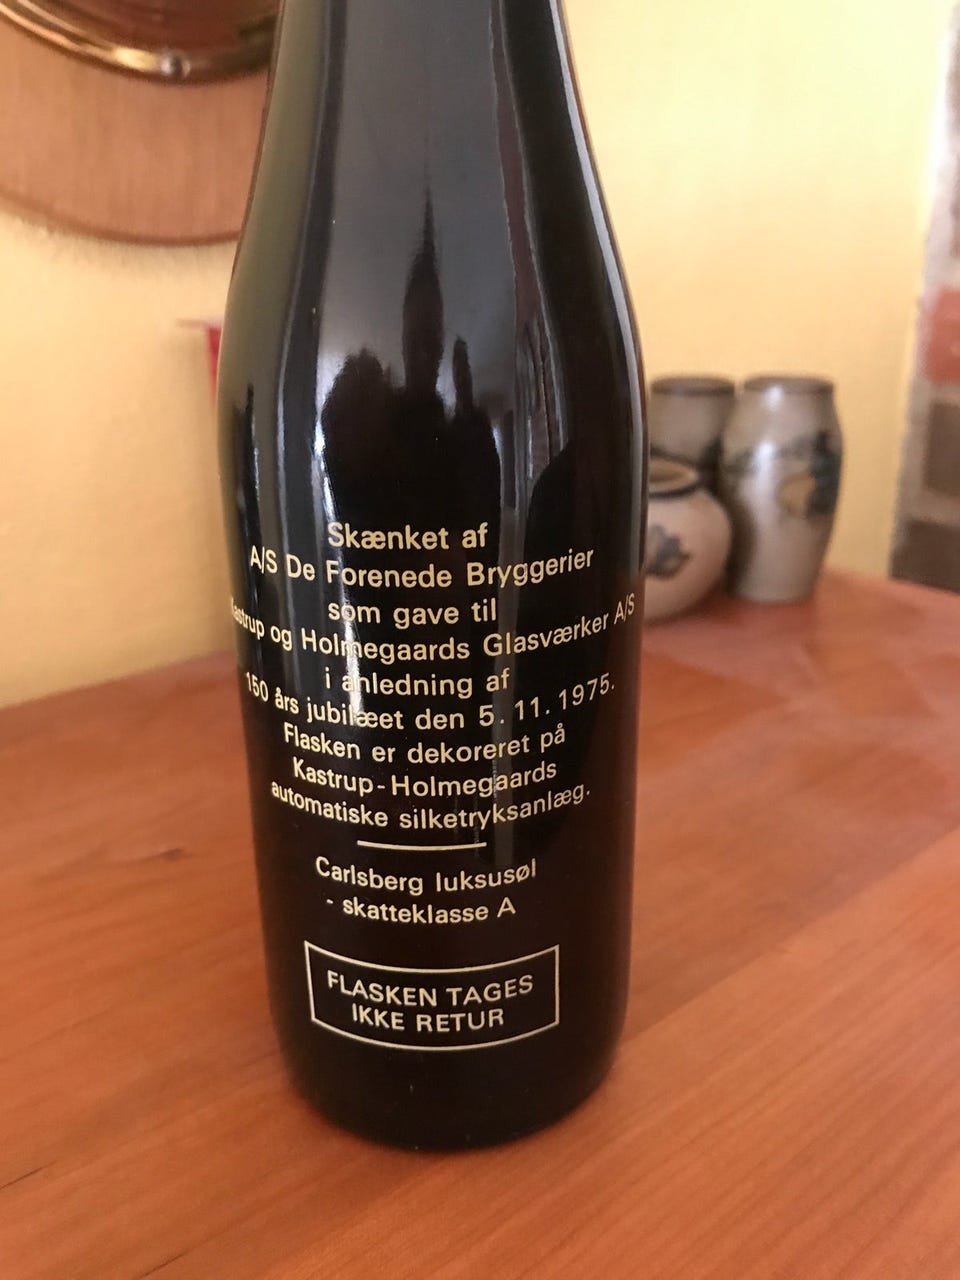 Skænket af
A/S De Forenede Bryggerier
som gave til
Kastrup og Holmegaards Glasværker A/S
i anledning af
150 års jubilæet den 5.11.1975.
Flasken er dekoreret på
Kastrup-Holmegaards
automatiske silketryksanlæg.
Carlsberg luksusøl
- skatteklasse A
FLASKEN TAGES
IKKE RETUR